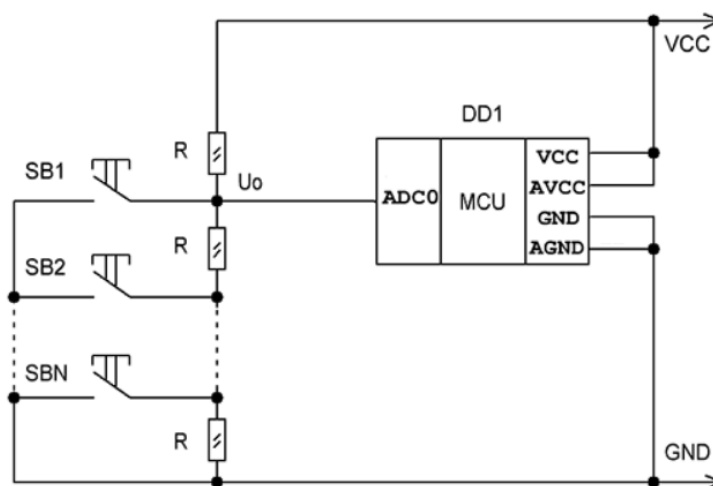 VCC
DD1
R
VCC
SB1
Uo
ADC0
MCU
AVCC
GND
R
AGND
SB2
SBN
R
GND